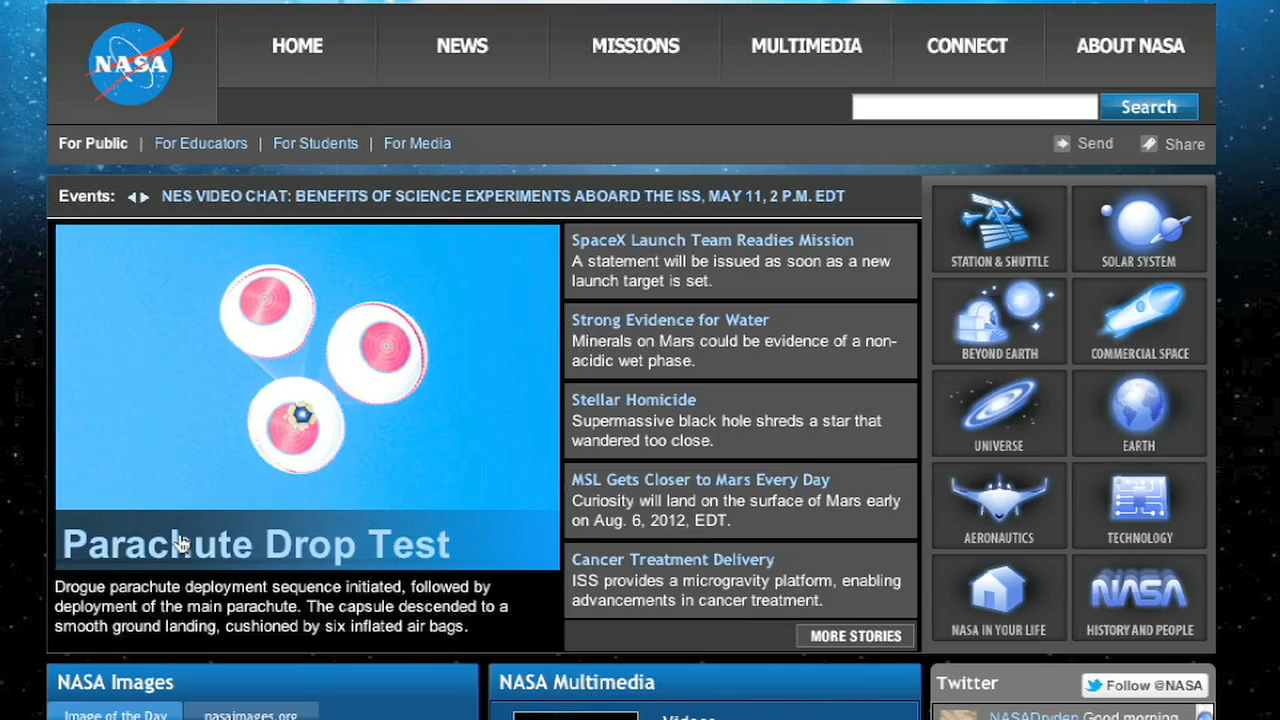 NASA
HOME
NEWS
MISSIONS
MULTIMEDIA
CONNECT
ABOUT NASA
Search
For Public | For Educators | For Students | For Media
Send
Share
Events:
NES VIDEO CHAT: BENEFITS OF SCIENCE EXPERIMENTS ABOARD THE ISS, MAY 11, 2 P.M. EDT
Parachute Drop Test
Drogue parachute deployment sequence initiated, followed by
deployment of the main parachute. The capsule descended to a
smooth ground landing, cushioned by six inflated air bags.
SpaceX Launch Team Readies Mission
A statement will be issued as soon as a new
launch target is set.
Strong Evidence for Water
Minerals on Mars could be evidence of a non-
acidic wet phase.
Stellar Homicide
Supermassive black hole shreds a star that
wandered too close.
MSL Gets Closer to Mars Every Day
Curiosity will land on the surface of Mars early
on Aug. 6, 2012, EDT.
Cancer Treatment Delivery
ISS provides a microgravity platform, enabling
advancements in cancer treatment.
MORE STORIES
STATION & SHUTTLE
SOLAR SYSTEM
BEYOND EARTH
COMMERCIAL SPACE
UNIVERSE
EARTH
AERONAUTICS
TECHNOLOGY
NASA IN YOUR LIFE
NASA
HISTORY AND PEOPLE
NASA Images
Image of the Day
nasaimages.org
NASA Multimedia
Videos
Twitter
Follow @NASA
NASADryden Good morning